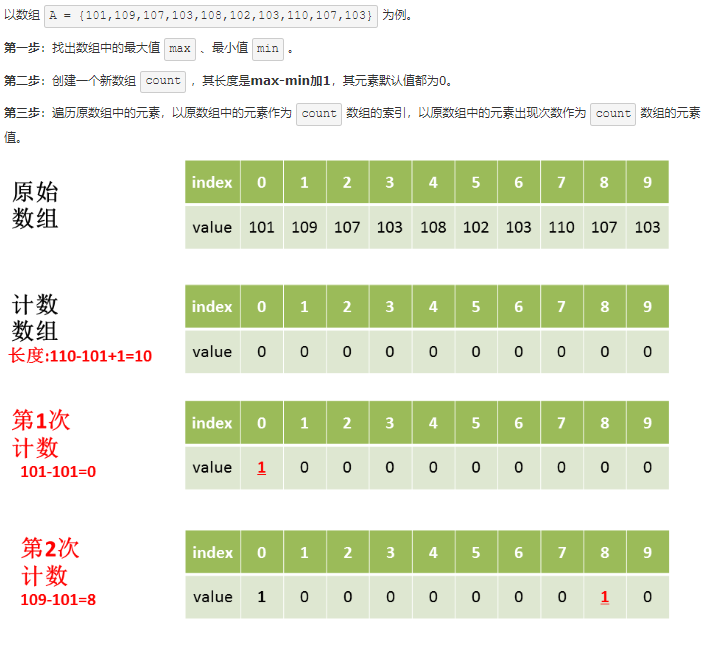 以数组 A = {101,109,107,103,108,102,103,110,107,103} 为例。
第一步：找出数组中的最大值 max 、最小值 min 。
第二步：创建一个新数组 count ，其长度是max-min加1，其元素默认值都为0。
第三步：遍历原数组中的元素，以原数组中的元素作为 count 数组的索引，以原数组中的元素出现次数作为 count 数组的元素
值。
原始
数组
index 0 1 2 3 4 5 6 7 8 9
value 101 109 107 103 108 102 103 110 107 103
计数
数组
长度:110-101+1=10
index 0 1 2 3 4 5 6 7 8 9
value 0 0 0 0 0 0 0 0 0 0
第1次
计数
101-101=0
index 0 1 2 3 4 5 6 7 8 9
value 1 0 0 0 0 0 0 0 0 0
第2次
计数
109-101=8
index 0 1 2 3 4 5 6 7 8 9
value 1 0 0 0 0 0 0 0 1 0